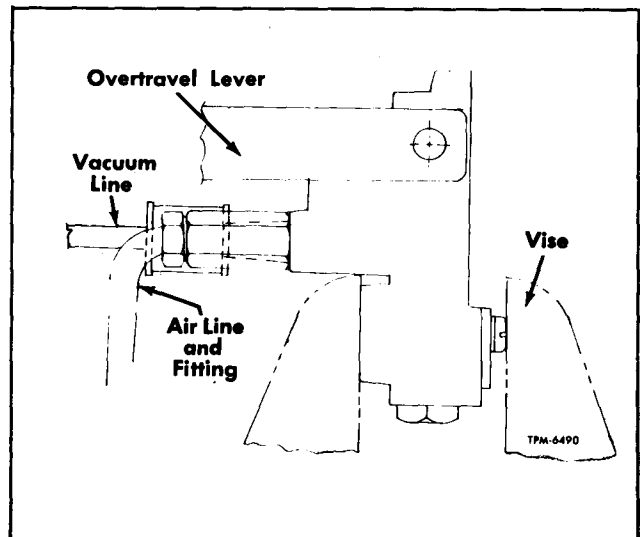 Overtravel Lever
Vacuum
Line
Vise
Air Line
and
Fitting
TPM-6490